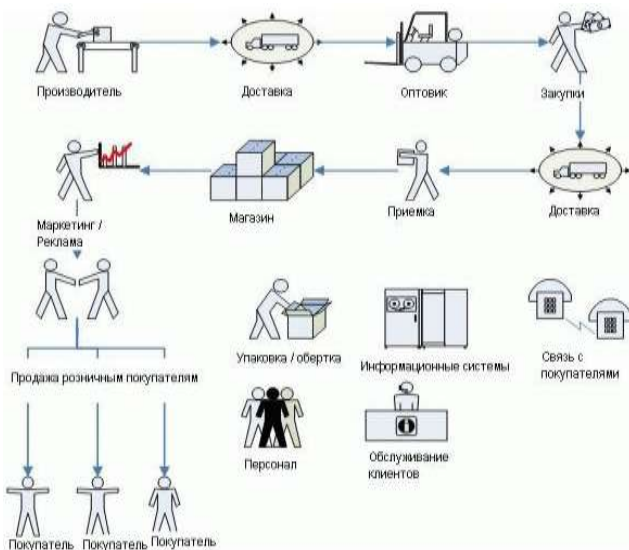 Производитель
Доставка
Оптовик
Закупки
Маркетинг /
Реклама
Магазин
Приемка
Доставка
Упаковка / обертка
Информационные системы
Связь с
покупателями
Продажа розничным покупателям
Персонал
Обслуживание
клиентов
Покупатель
Покупатель
Покупатель